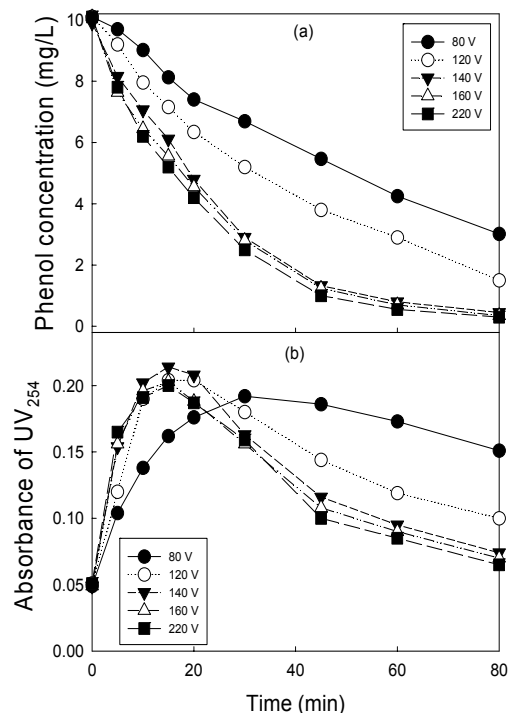 (a)
80 V
120 V
140 V
160 V
220 V
Phenol concentration (mg/L)
10
8
6
4
2
0
(b)
Absorbance of UV254
0.20
0.15
0.10
0.05
0.00
80 V
120 V
140 V
160 V
220 V
0 20 40 60 80
Time (min)